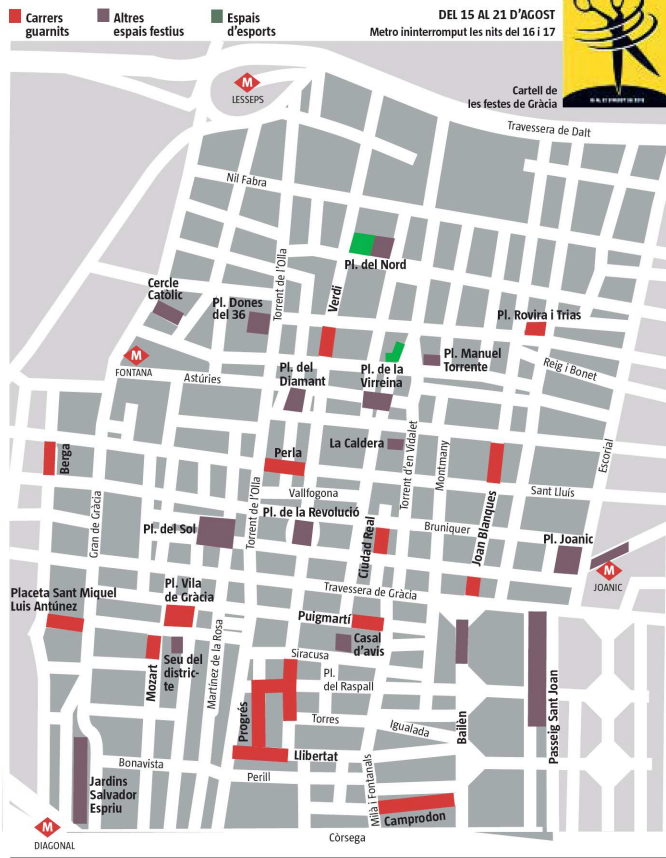 Carrers
guarnits
Altres
espais festius
Espais
d'esports
DEL 15 AL 21 D'AGOST
Metro ininterromput les nits del 16 i 17
Cartell de
les festes de Gràcia
M
LESSEPS
Travessera de Dalt
Nil Fabra
Torrent de l'Olla
Pl. del Nord
Verdi
Cercle
Catòlic
Pl. Dones
del 36
Pl. Rovira i Trias
M
FONTANA
Astúries
Pl. del
Diamant
Pl. de la
Virreina
Pl. Manuel
Torrente
Reig i Bonet
Berga
Gran de Gràcia
Perla
La Caldera
Torrent d'en Vidalet
Montmany
Escorial
Vallfogona
Sant Lluís
Torrent de l'Olla
Pl. del Sol
Pl. de la Revolució
Ciudad Real
Bruniquer
Joan Blanques
Pl. Joanic
M
JOANIC
Placeta Sant Miquel
Luis Antúnez
Pl. Vila
de Gràcia
Travessera de Gràcia
Puigmartí
Casal
d'avis
Mozart
Seu del
distric-
te
Martínez de la Rosa
Siracusa
Pl.
del Raspall
Progrés
Torres
Igualada
Bailèn
Passeig Sant Joan
Llibertat
Bonavista
Perill
Milà i Fontanals
Jardins
Salvador
Espriu
Camprodon
M
DIAGONAL
Còrsega